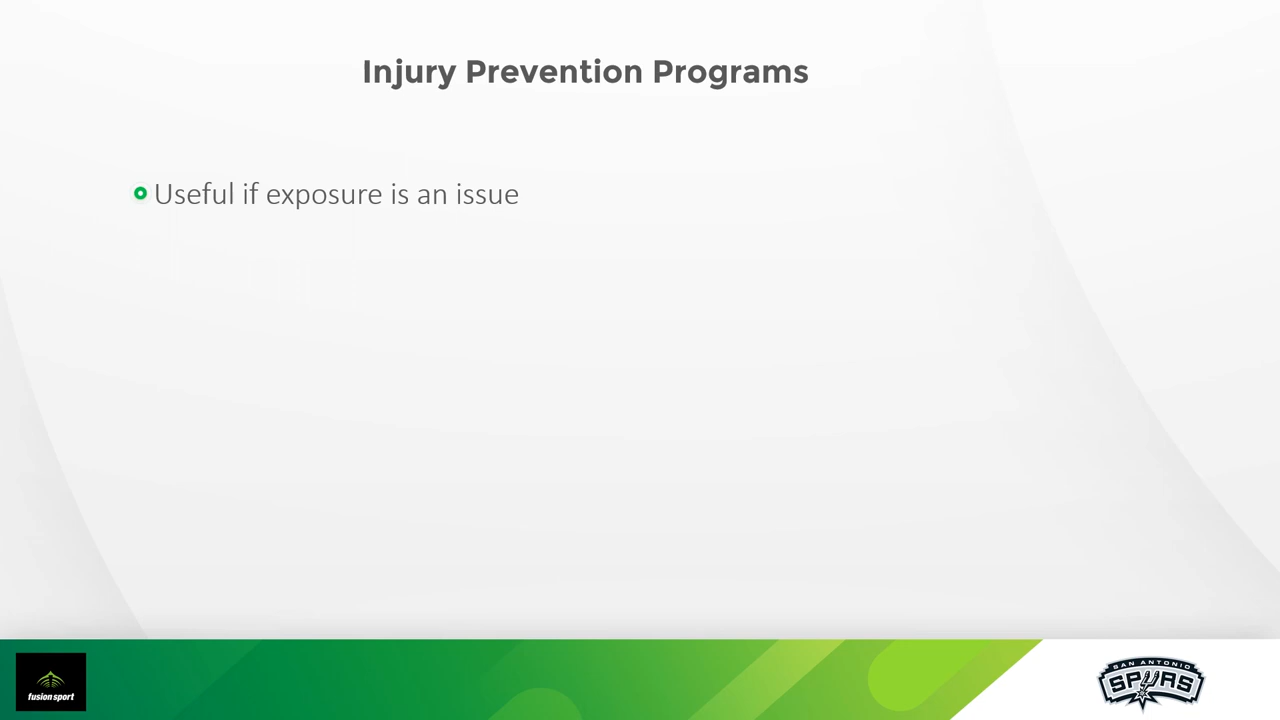 Injury Prevention Programs
Useful if exposure is an issue
fusion sport
SAN ANTONIO
SPURS